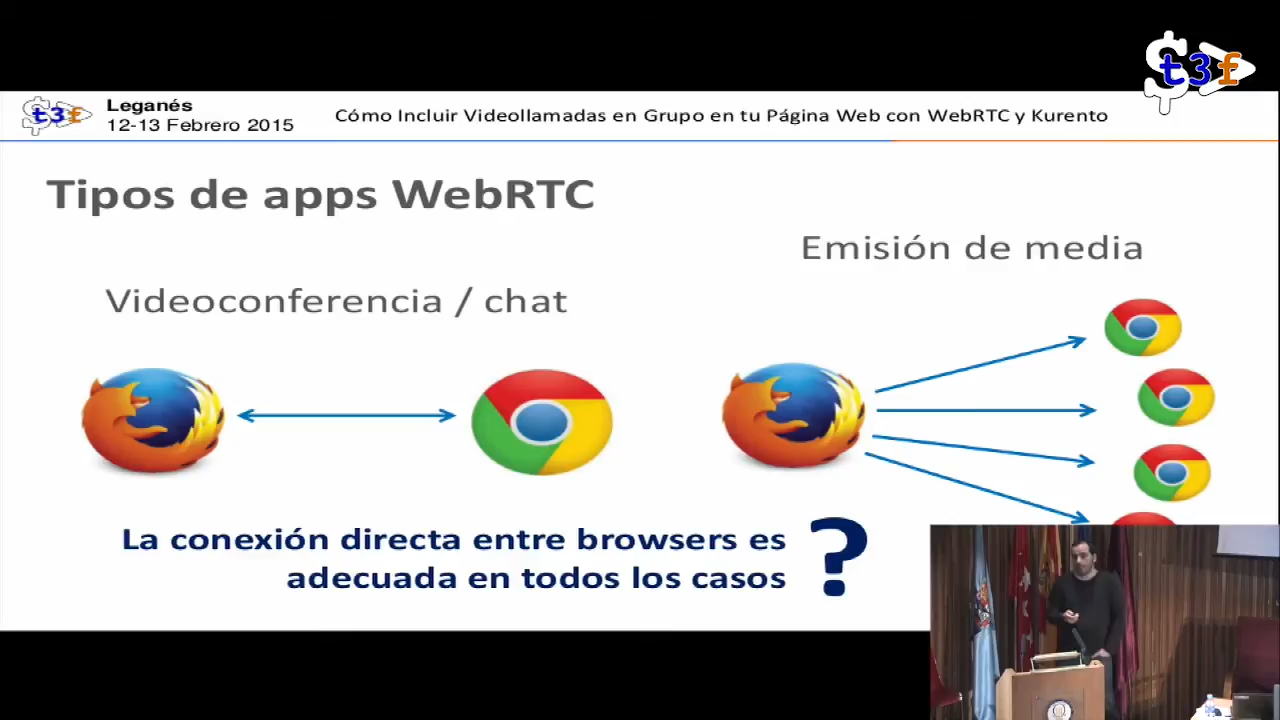 t3f
Leganés
12-13 Febrero 2015
Cómo Incluir Videollamadas en Grupo en tu Página Web con WebRTC y Kurento
t3f
Tipos de apps WebRTC
Emisión de media
Videoconferencia / chat
La conexión directa entre browsers es
adecuada en todos los casos
?